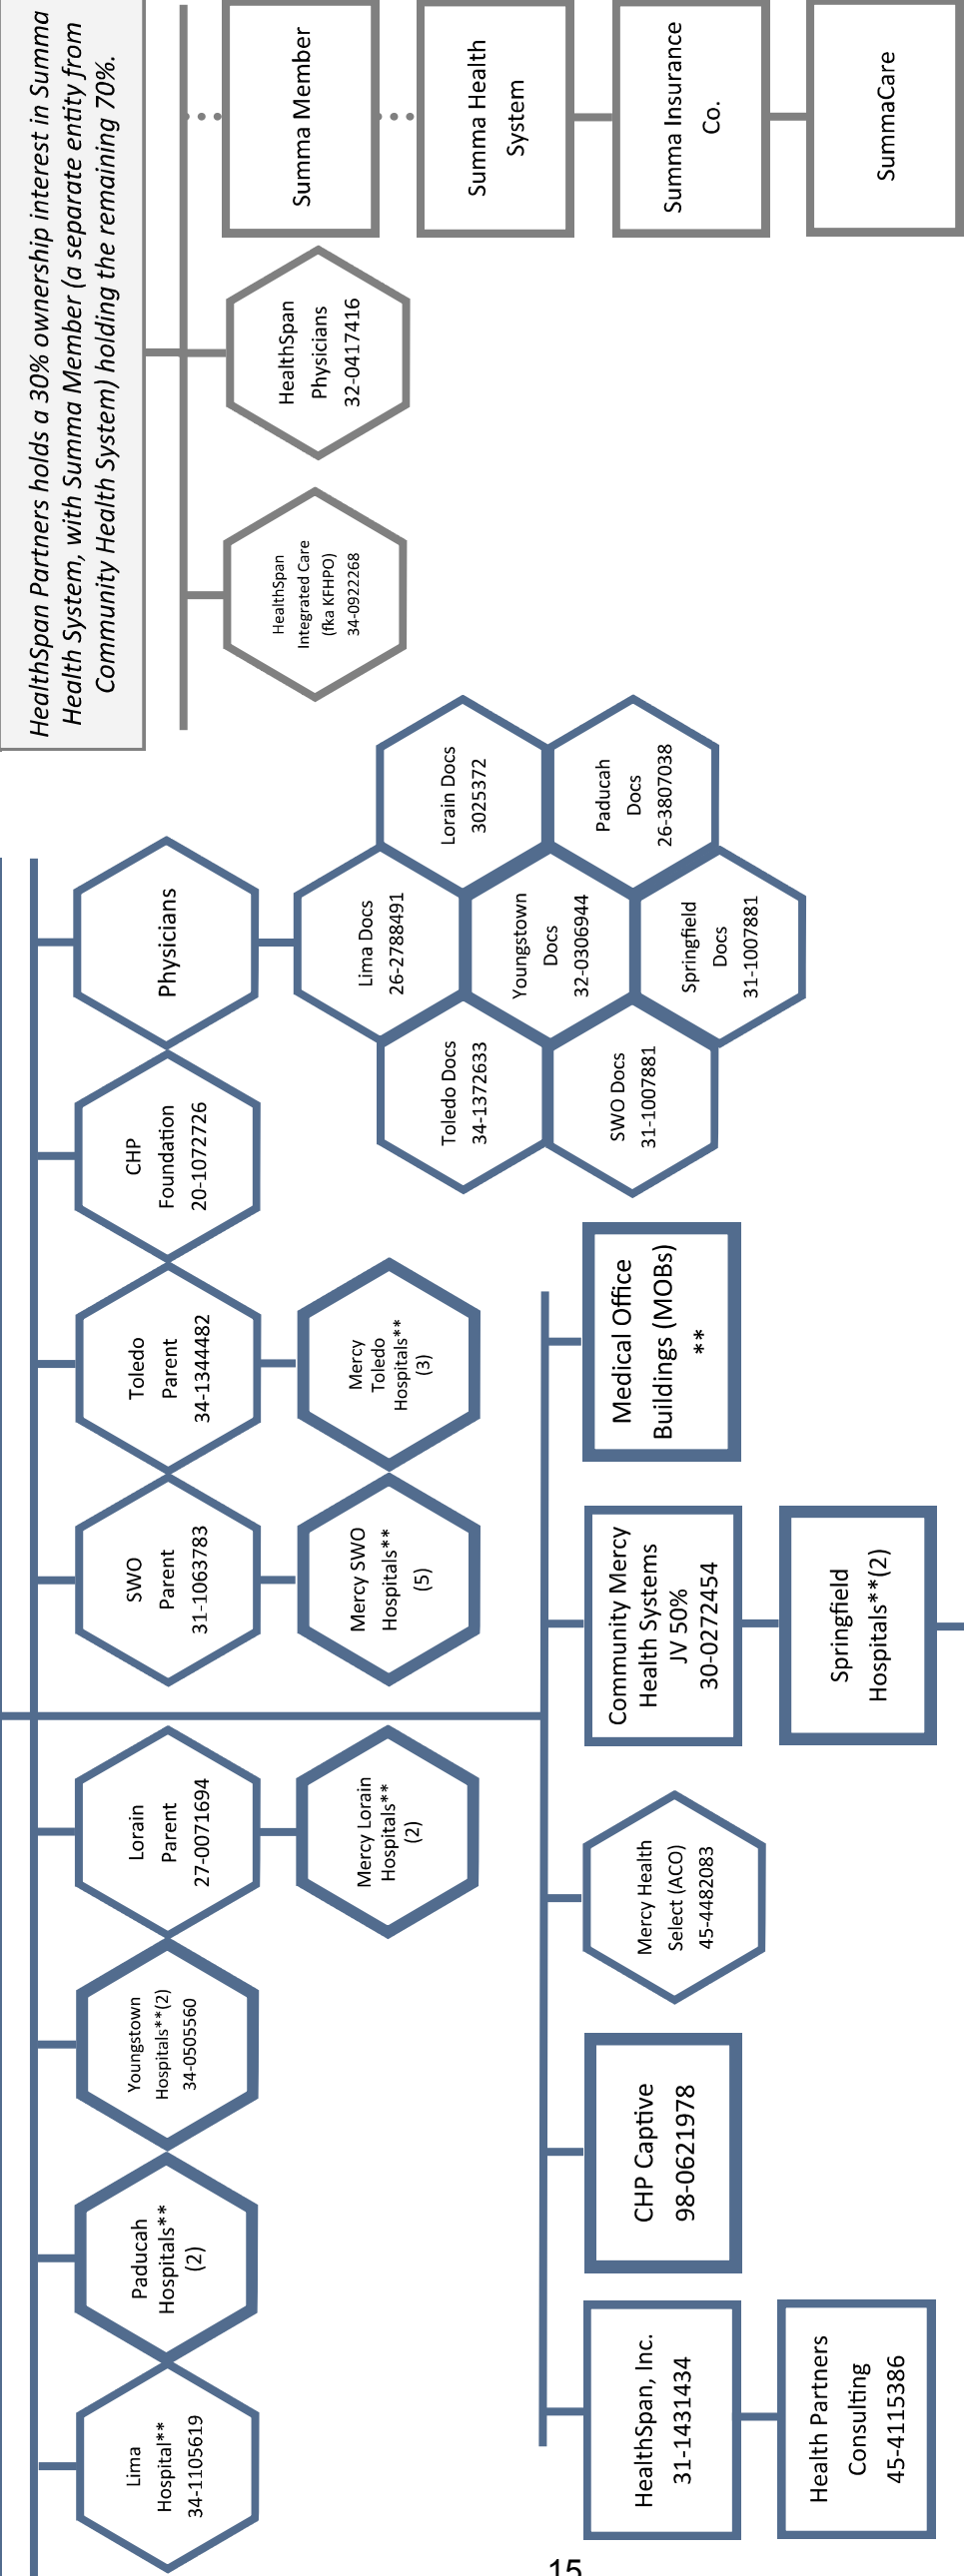 HealthSpan Partners holds a 30% ownership interest in Summa
Health System, with Summa Member (a separate entity from
Community Health System) holding the remaining 70%.
Lima
Hospital**
34-1105619
Paducah
Hospitals**
(2)
Youngstown
Hospitals**(2)
34-0505560
Lorain
Parent
27-0071694
SWO
Parent
31-1063783
Toledo
Parent
34-1344482
CHP
Foundation
20-1072726
Physicians
HealthSpan
Integrated Care
(fka KFHPO)
34-0922268
HealthSpan
Physicians
32-0417416
Summa Member
Mercy Lorain
Hospitals**
(2)
Mercy SWO
Hospitals**
(5)
Mercy
Toledo
Hospitals**
(3)
Lima Docs
26-2788491
Toledo Docs
34-1372633
Lorain Docs
3025372
Youngstown
Docs
32-0306944
SWO Docs
31-1007881
Paducah
Docs
26-3807038
Springfield
Docs
31-1007881
Summa Health
System
Summa Insurance
Co.
SummaCare
HealthSpan, Inc.
31-1431434
CHP Captive
98-0621978
Mercy Health
Select (ACO)
45-4482083
Community Mercy
Health Systems
JV 50%
30-0272454
Medical Office
Buildings (MOBs)
**
Health Partners
Consulting
45-4115386
Springfield
Hospitals**(2)
15